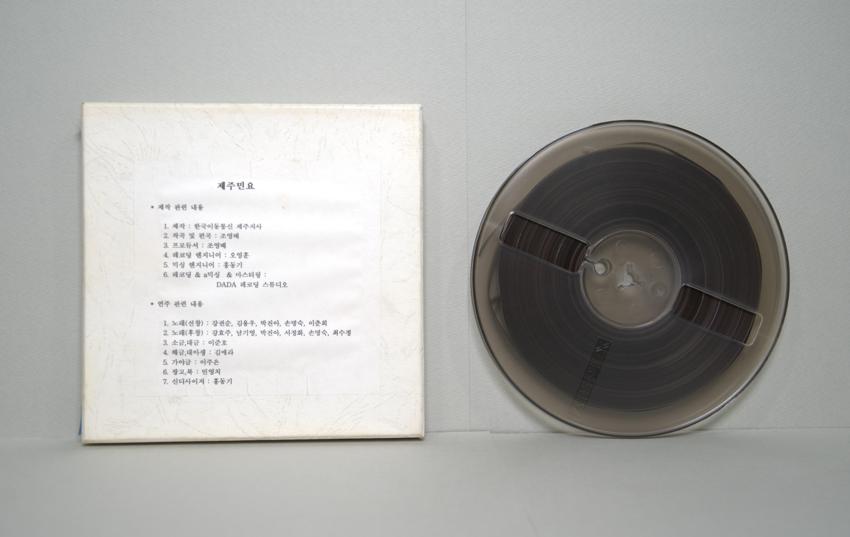 제주민요
* 제작 관련 내용
1. 제작 : 한국이동통신 제주지사
2. 작곡 및 편곡 : 조영배
3. 프로듀서 : 조영배
4. 레코딩 엔지니어 : 오영훈
5. 믹싱 엔지니어 : 홍동기
6. 레코딩 & a믹싱 & 마스터링 :
DADA 레코딩 스튜디오
* 연주 관련 내용
1. 노래(선창) : 강권순, 김용우, 박진아, 손명숙, 이춘희
2. 노래(후창) : 강효주, 남기영, 박진아, 서정화, 손명숙, 최수정
3. 소금,대금 : 이준호
4. 해금,대아쟁 : 김애라
5. 가야금 : 이주은
6. 장고,북 : 민영치
7. 신디사이저 : 홍동기